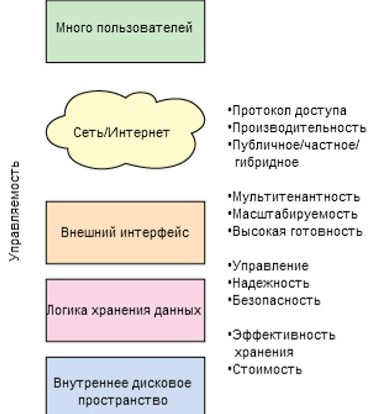 Много пользователей
Сеть/Интернет
•Протокол доступа
•Производительность
•Публичное/частное/
гибридное
Управляемость
Внешний интерфейс
•Мультитенантность
•Масштабируемость
•Высокая готовность
Логика хранения данных
•Управление
•Надежность
•Безопасность
Внутреннее дисковое
пространство
•Эффективность
хранения
•Стоимость